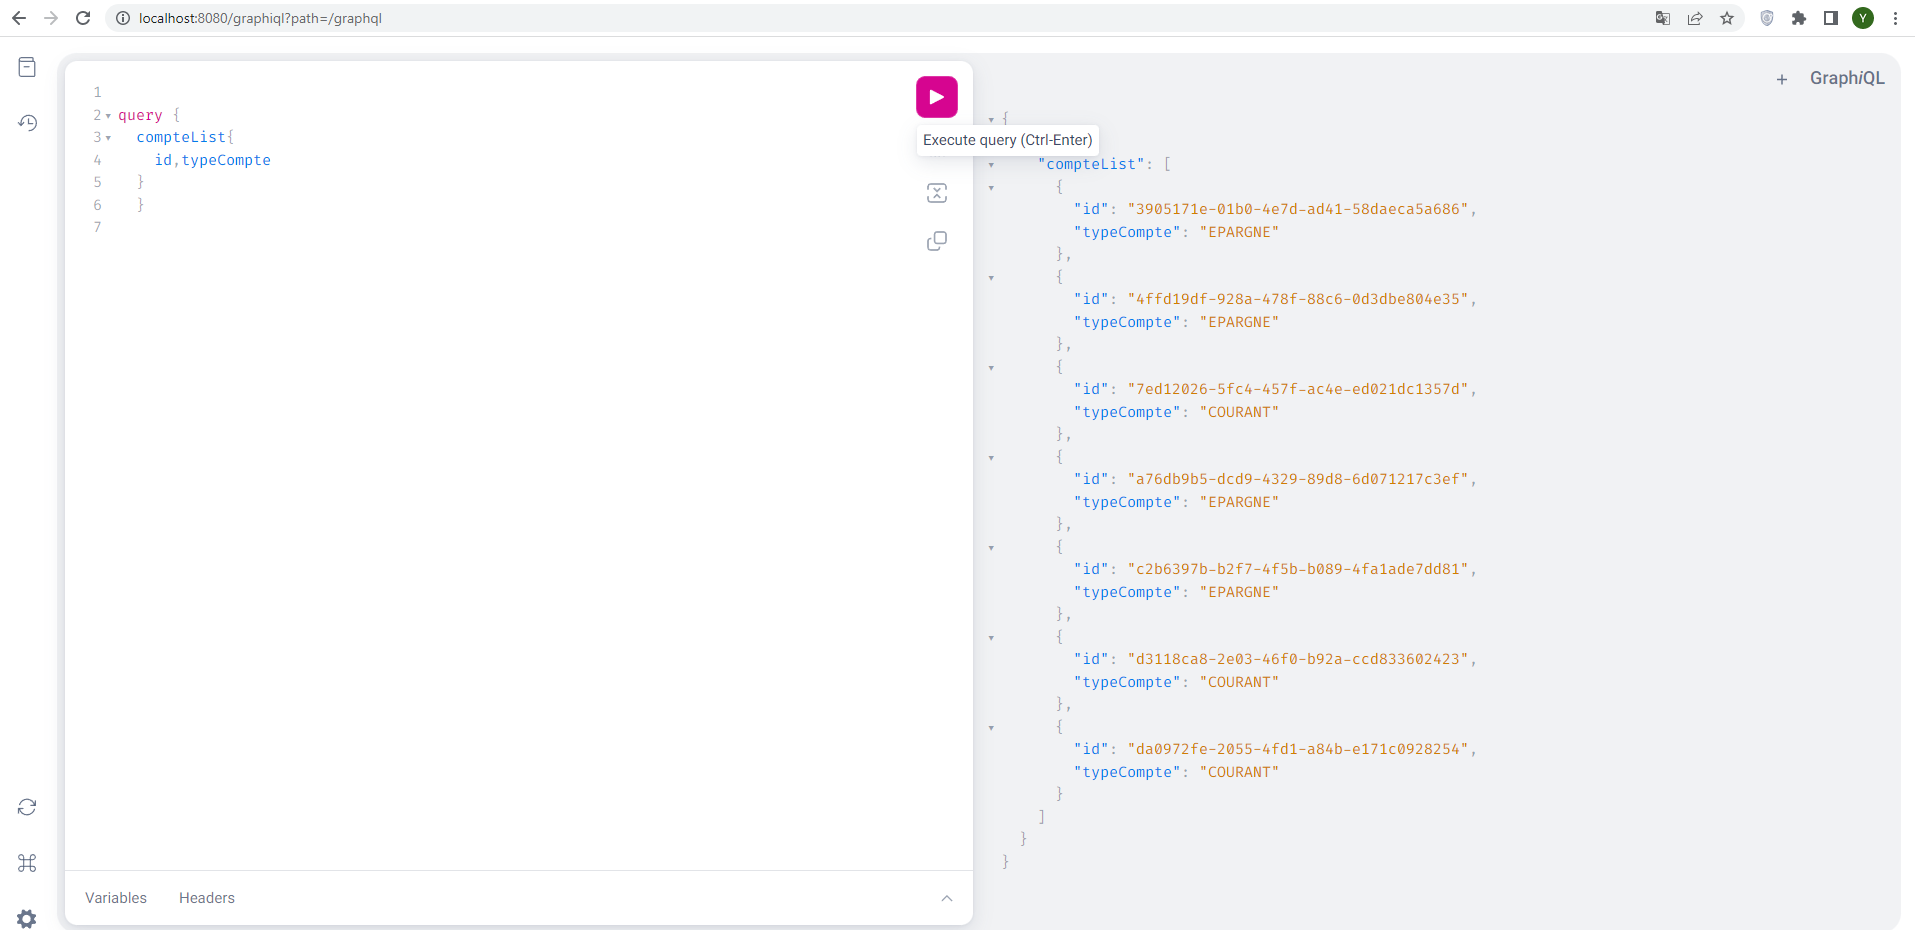 localhost:8080/graphiql?path=/graphql
Y
1
2 query {
3 compteList{
4 id,typeCompte
5 }
6 }
7
Execute query (Ctrl-Enter)
+ GraphiQL
{
"compteList": [
{
"id": "3905171e-01b0-4e7d-ad41-58daeca5a686",
"typeCompte": "EPARGNE"
},
{
"id": "4ffd19df-928a-478f-88c6-0d3dbe804e35",
"typeCompte": "EPARGNE"
},
{
"id": "7ed12026-5fc4-457f-ac4e-ed021dc1357d",
"typeCompte": "COURANT"
},
{
"id": "a76db9b5-dcd9-4329-89d8-6d071217c3ef",
"typeCompte": "EPARGNE"
},
{
"id": "c2b6397b-b2f7-4f5b-b089-4fa1ade7dd81",
"typeCompte": "EPARGNE"
},
{
"id": "d3118ca8-2e03-46f0-b92a-ccd833602423",
"typeCompte": "COURANT"
},
{
"id": "da0972fe-2055-4fd1-a84b-e171c0928254",
"typeCompte": "COURANT"
}
]
}
}
Variables Headers